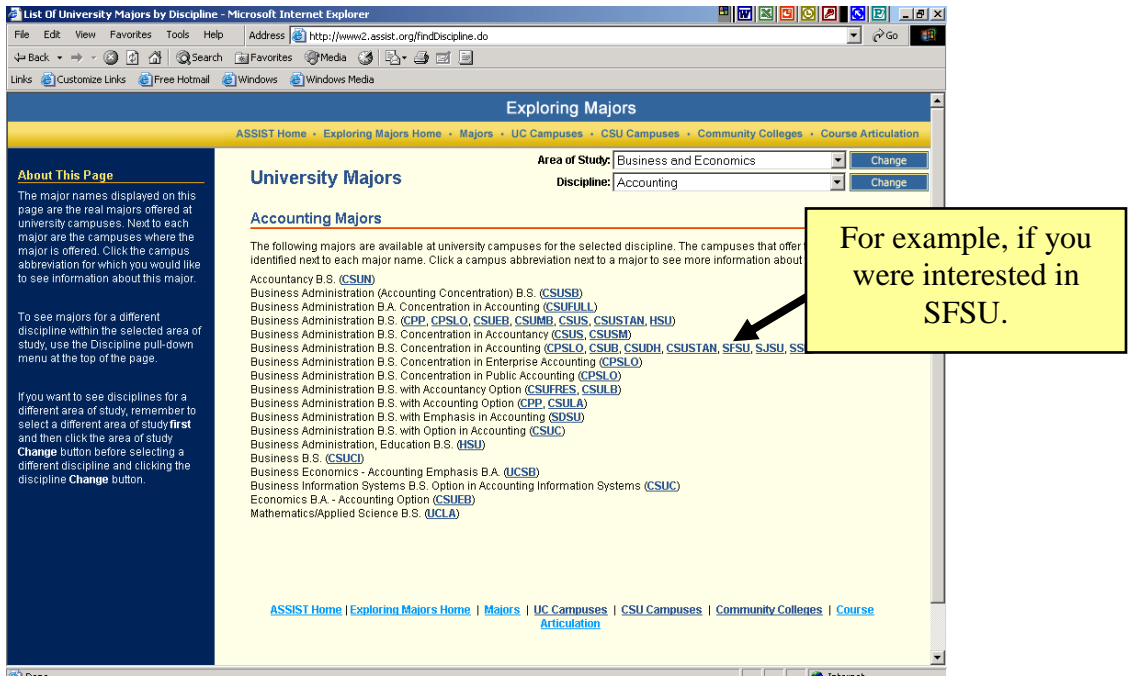 List Of University Majors by Discipline - Microsoft Internet Explorer
File Edit View Favorites Tools Help Address http://www2.assist.org/findDiscipline.do Go
Back Search Favorites Media
Links Customize Links Free Hotmail Windows Windows Media
Exploring Majors
ASSIST Home • Exploring Majors Home • Majors • UC Campuses • CSU Campuses • Community Colleges • Course Articulation
Area of Study: Business and Economics Change
Discipline: Accounting Change
About This Page
The major names displayed on this
page are the real majors offered at
university campuses. Next to each
major are the campuses where the
major is offered. Click the campus
abbreviation for which you would like
to see information about this major.
To see majors for a different
discipline within the selected area of
study, use the Discipline pull-down
menu at the top of the page.
If you want to see disciplines for a
different area of study, remember to
select a different area of study first
and then click the area of study
Change button before selecting a
different discipline and clicking the
discipline Change button.
University Majors
Accounting Majors
The following majors are available at university campuses for the selected discipline. The campuses that offer
identified next to each major name. Click a campus abbreviation next to a major to see more information about
Accountancy B.S. (CSUN)
Business Administration (Accounting Concentration) B.S. (CSUSB)
Business Administration B.A. Concentration in Accounting (CSUFULL)
Business Administration B.S. (CPP, CPSLO, CSUEB, CSUMB, CSUS, CSUSTAN, HSU)
Business Administration B.S. Concentration in Accountancy (CSUS, CSUSM)
Business Administration B.S. Concentration in Accounting (CPSLO, CSUB, CSUDH, CSUSTAN, SFSU, SJSU, SS
Business Administration B.S. Concentration in Enterprise Accounting (CPSLO)
Business Administration B.S. Concentration in Public Accounting (CPSLO)
Business Administration B.S. with Accountancy Option (CSUFRES, CSULB)
Business Administration B.S. with Accounting Option (CPP, CSULA)
Business Administration B.S. with Emphasis in Accounting (SDSU)
Business Administration B.S. with Option in Accounting (CSUC)
Business Administration, Education B.S. (HSU)
Business B.S. (CSUCI)
Business Economics - Accounting Emphasis B.A. (UCSB)
Business Information Systems B.S. Option in Accounting Information Systems (CSUC)
Economics B.A. - Accounting Option (CSUEB)
Mathematics/Applied Science B.S. (UCLA)
For example, if you
were interested in
SFSU.
ASSIST Home | Exploring Majors Home | Majors | UC Campuses | CSU Campuses | Community Colleges | Course
Articulation